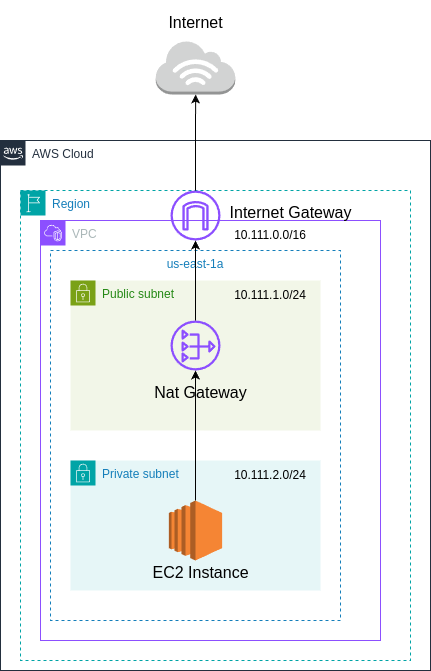 Internet
aws
AWS Cloud
Region
Internet Gateway
VPC
10.111.0.0/16
us-east-1a
Public subnet
10.111.1.0/24
Nat Gateway
Private subnet
10.111.2.0/24
EC2 Instance